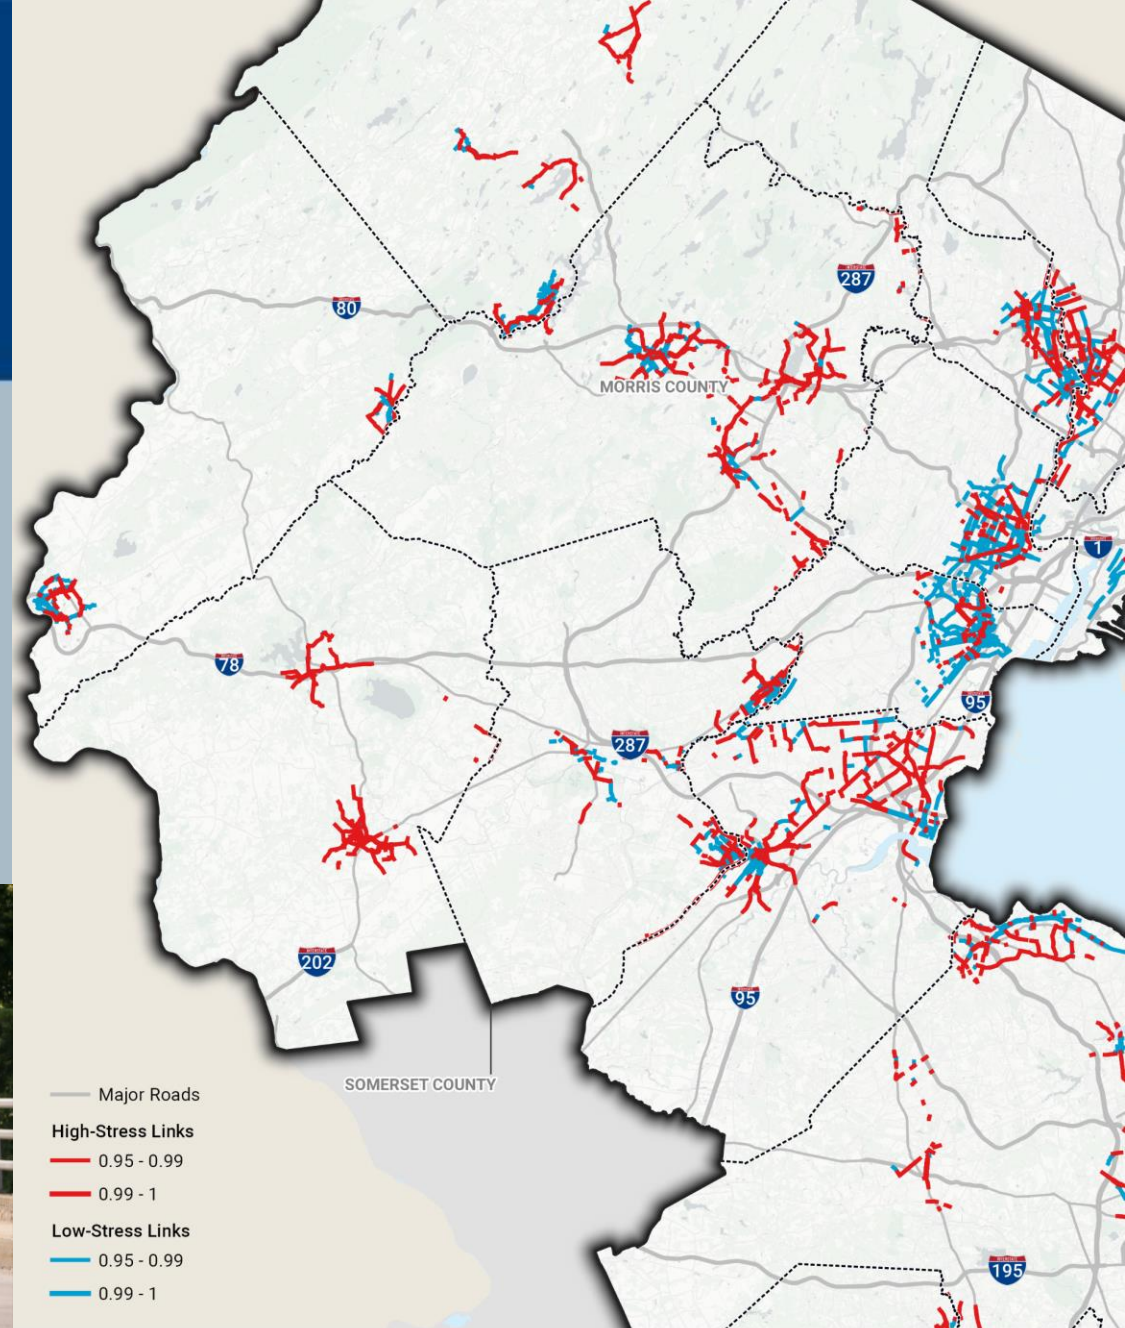 287
80
MORRIS COUNTY
1
78
95
287
202
95
SOMERSET COUNTY
195
Major Roads
High-Stress Links
0.95 - 0.99
0.99 - 1
Low-Stress Links
0.95 - 0.99
0.99 - 1